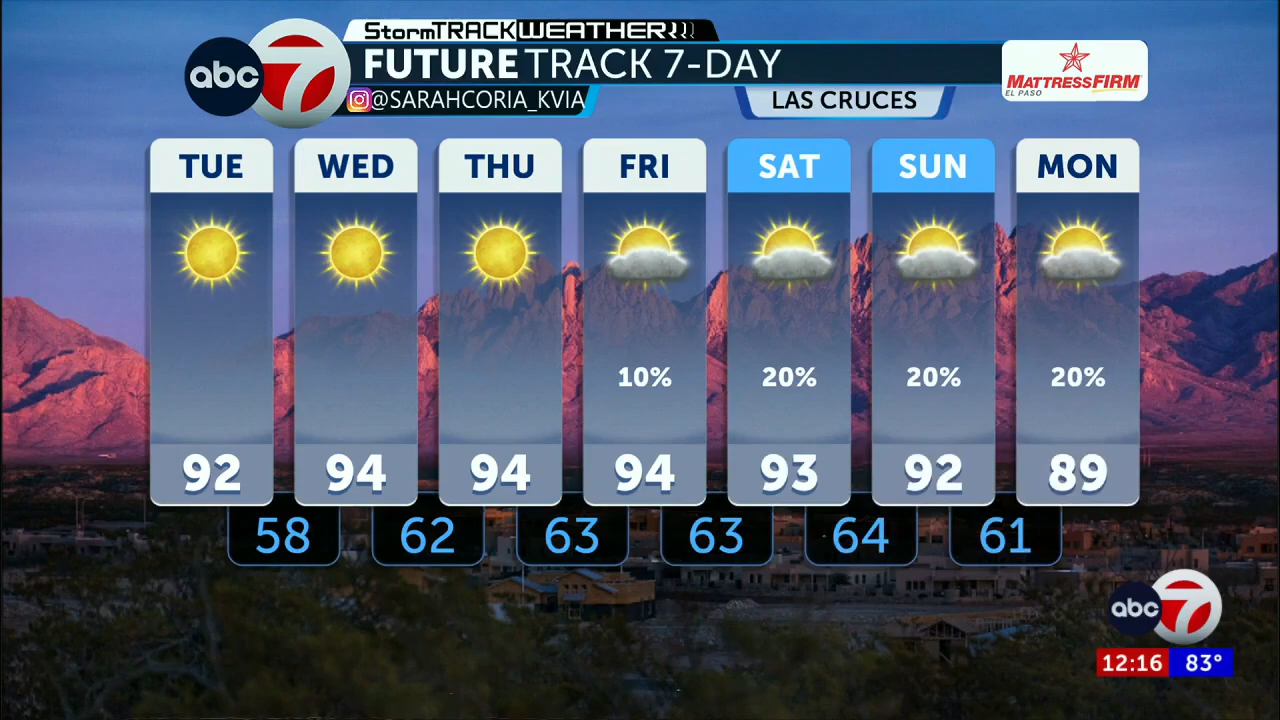 StormTRACK WEATHER
abc 7
FUTURE TRACK 7-DAY
@SARAHCORIA_KVIA
LAS CRUCES
MATTRESSFIRM
EL PASO
TUE WED THU FRI SAT SUN MON
10% 20% 20% 20%
92 94 94 94 93 92 89
58 62 63 63 64 61
abc 7
12:16 83°